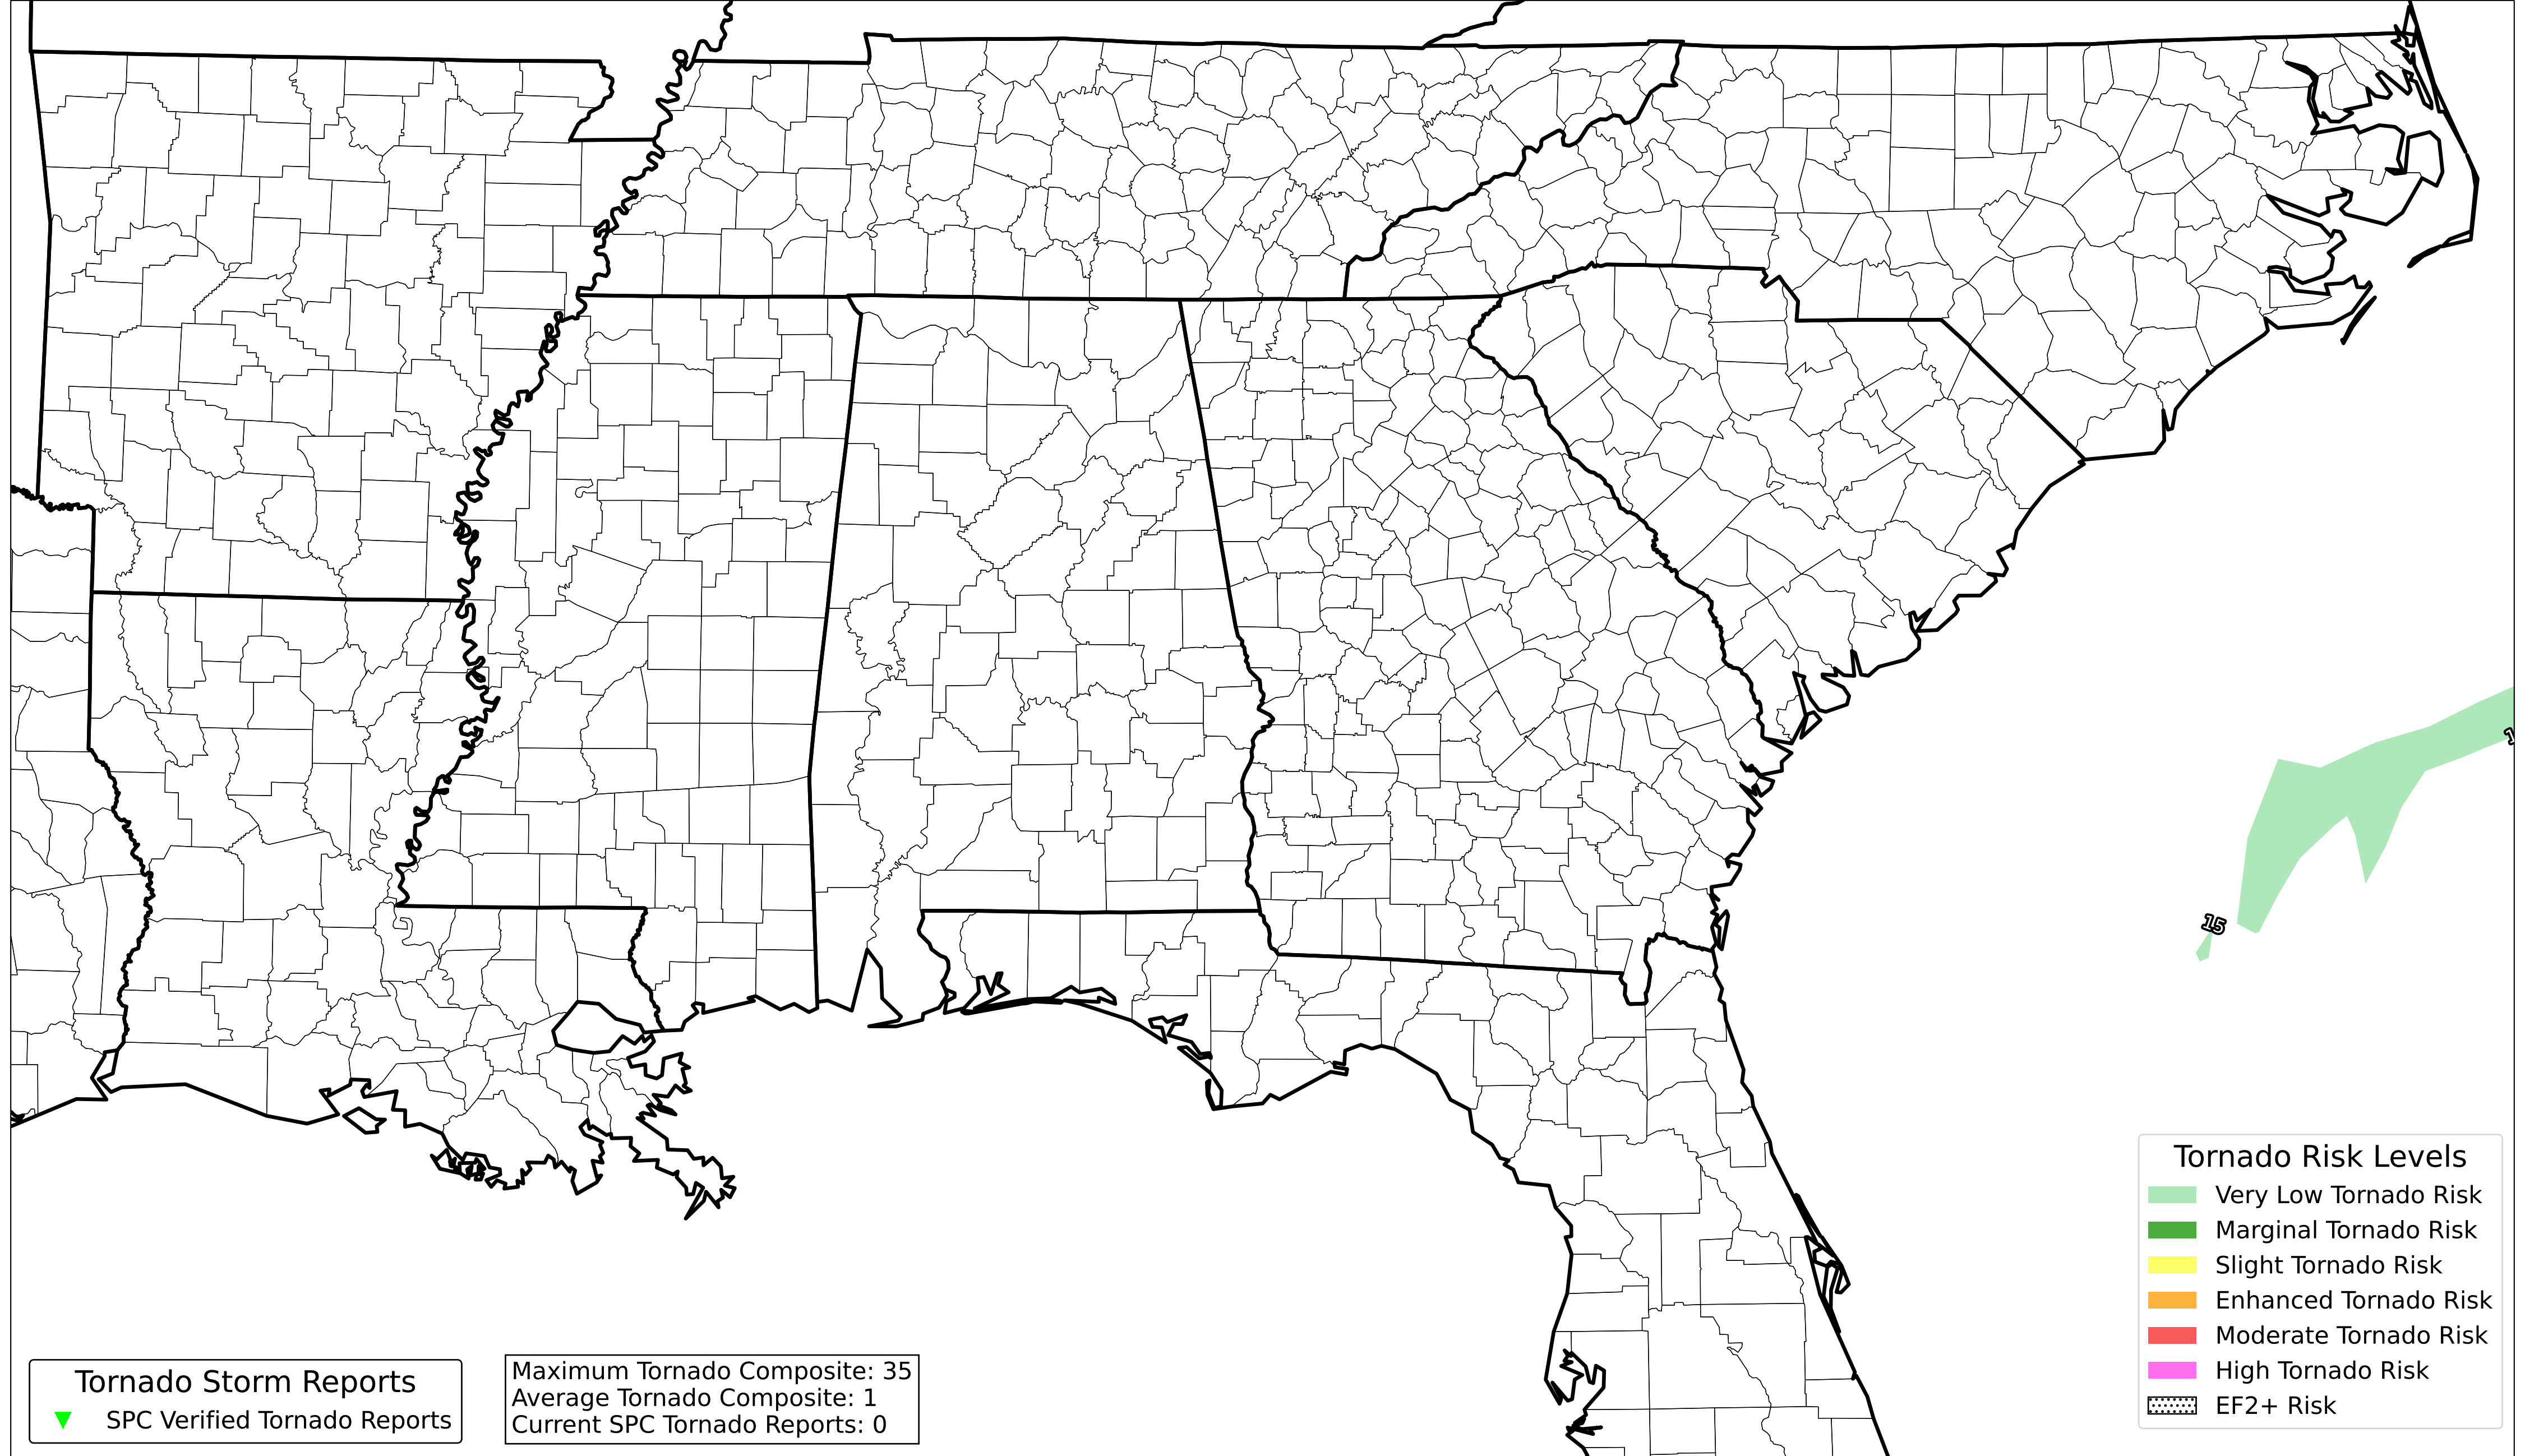 15
Tornado Risk Levels
Very Low Tornado Risk
Marginal Tornado Risk
Slight Tornado Risk
Enhanced Tornado Risk
Moderate Tornado Risk
High Tornado Risk
EF2+ Risk
Tornado Storm Reports
SPC Verified Tornado Reports
Maximum Tornado Composite: 35
Average Tornado Composite: 1
Current SPC Tornado Reports: 0